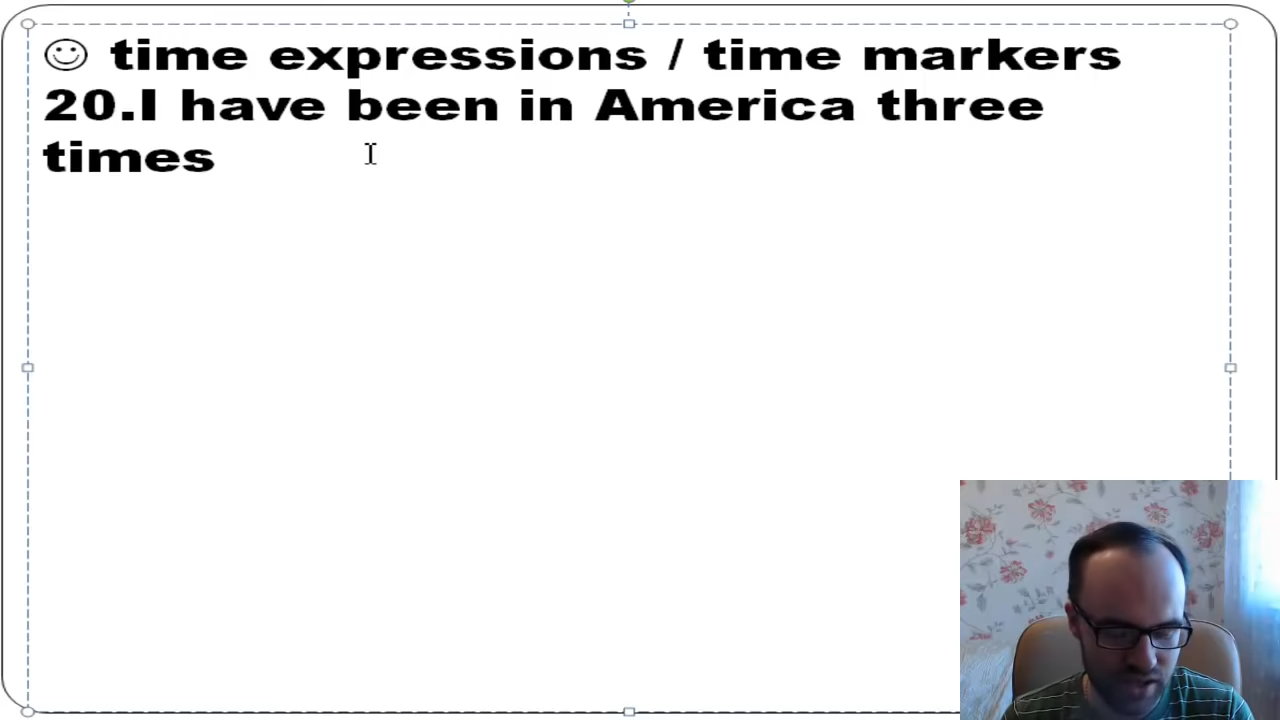 ☺ time expressions / time markers
20.I have been in America three
times